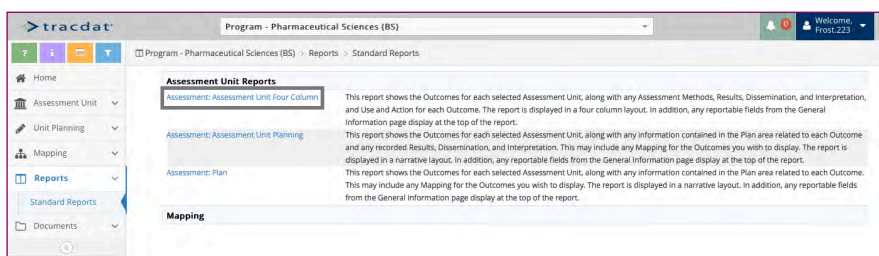 tracdat
Program - Pharmaceutical Sciences (BS)
0
Welcome,
Frost.223
? i
Program - Pharmaceutical Sciences (BS) > Reports > Standard Reports
Home
Assessment Unit
Unit Planning
Mapping
Reports
Standard Reports
Documents
Assessment Unit Reports
Assessment: Assessment Unit Four Column
This report shows the Outcomes for each selected Assessment Unit, along with any Assessment Methods, Results, Dissemination, and Interpretation,
and Use and Action for each Outcome. The report is displayed in a four column layout. In addition, any reportable fields from the General
Information page display at the top of the report.
Assessment: Assessment Unit Planning
This report shows the Outcomes for each selected Assessment Unit, along with any information contained in the Plan area related to each Outcome
and any recorded Results, Dissemination, and Interpretation. This may include any Mapping for the Outcomes you wish to display. The report is
displayed in a narrative layout. In addition, any reportable fields from the General Information page display at the top of the report.
Assessment: Plan
This report shows the Outcomes for each selected Assessment Unit, along with any information contained in the Plan area related to each Outcome.
This may include any Mapping for the Outcomes you wish to display. The report is displayed in a narrative layout. In addition, any reportable fields
from the General Information page display at the top of the report.
Mapping